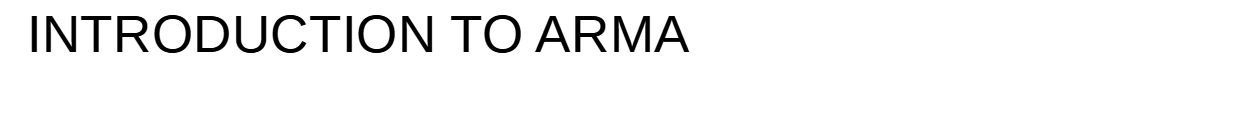 INTRODUCTION TO ARMA